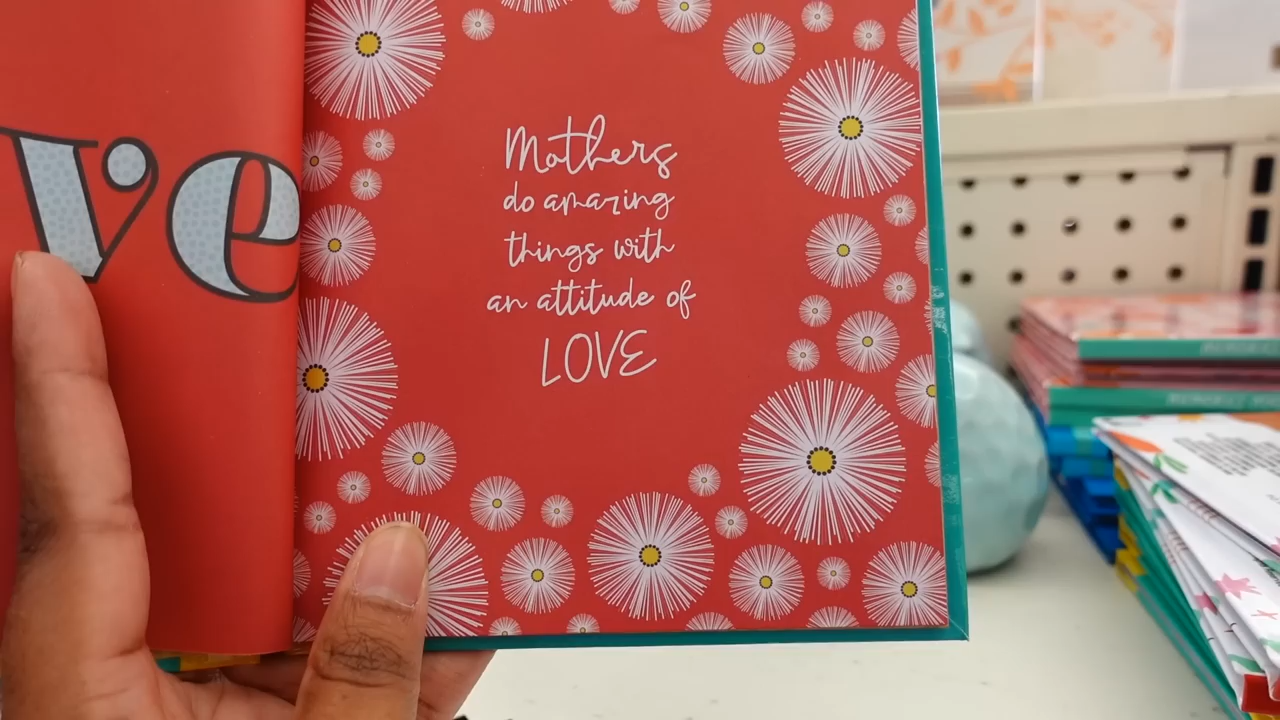 ve
Mothers
do amazing
things with
an attitude of
LOVE